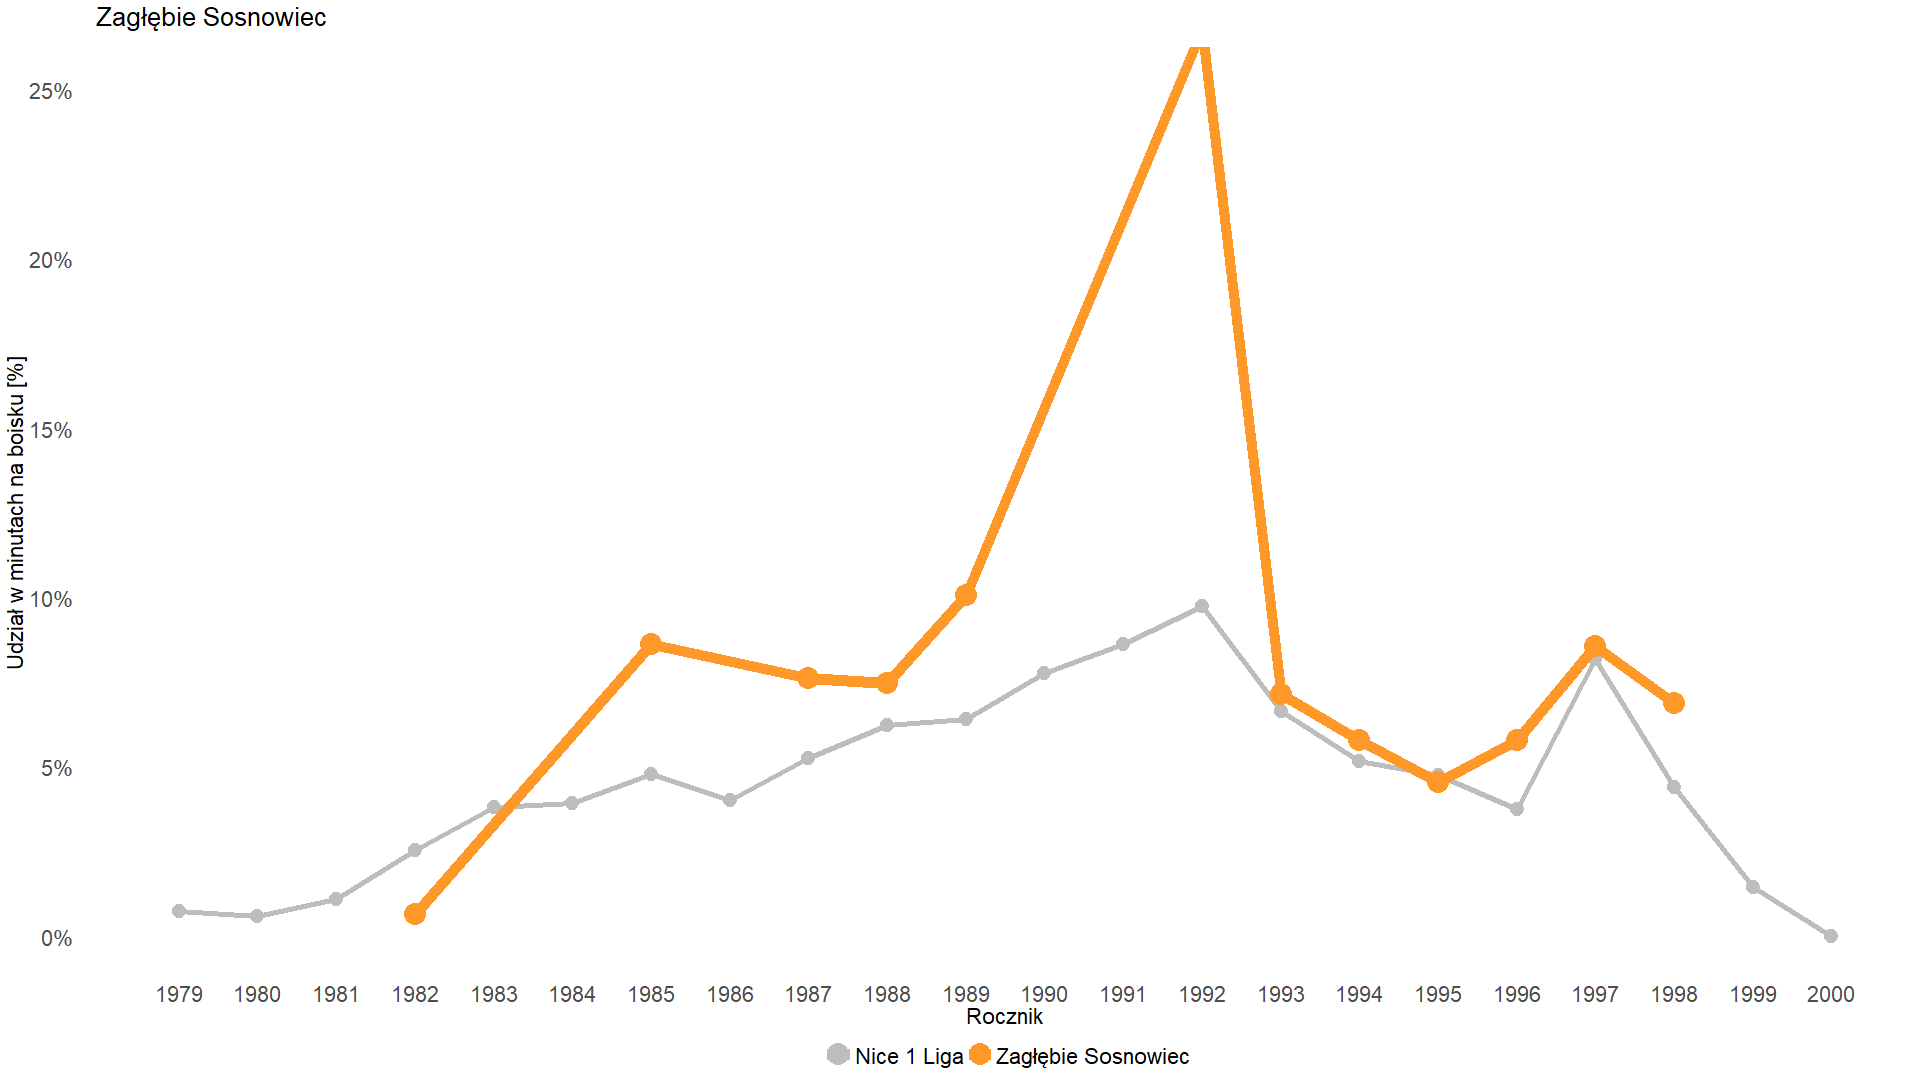 Zagłębie Sosnowiec
Udział w minutach na boisku [%]
25%
20%
15%
10%
5%
0%
1979 1980 1981 1982 1983 1984 1985 1986 1987 1988 1989 1990 1991 1992 1993 1994 1995 1996 1997 1998 1999 2000
Rocznik
Nice 1 Liga Zagłębie Sosnowiec